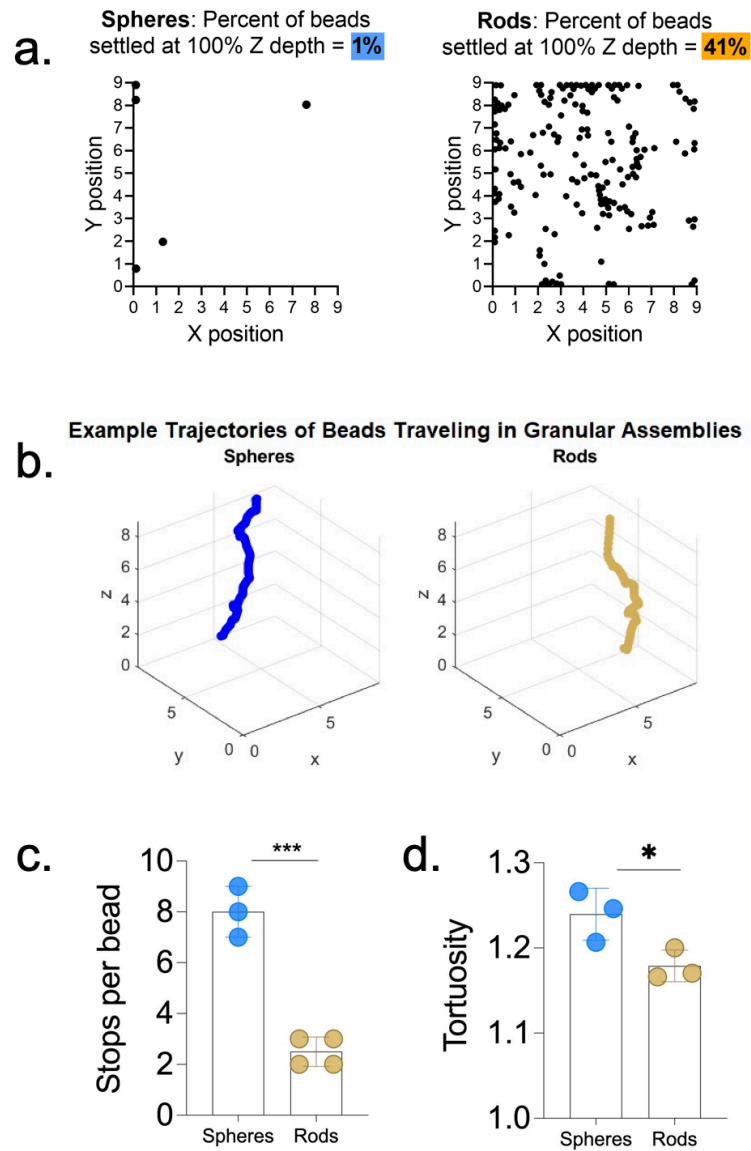 a.
Spheres: Percent of beads
settled at 100% Z depth = 1%
Rods: Percent of beads
settled at 100% Z depth = 41%
Y position
9
8
7
6
5
4
3
2
1
0
0 1 2 3 4 5 6 7 8 9
X position
Y position
9
8
7
6
5
4
3
2
1
0
0 1 2 3 4 5 6 7 8 9
X position
b.
Example Trajectories of Beads Traveling in Granular Assemblies
Spheres
z
8
6
4
2
0
5
0
0
5
y
x
Rods
z
8
6
4
2
0
5
0
0
5
y
x
c.
Stops per bead
10
8
6
4
2
0
***
Spheres Rods
d.
Tortuosity
1.3
1.2
1.1
1.0
*
Spheres Rods